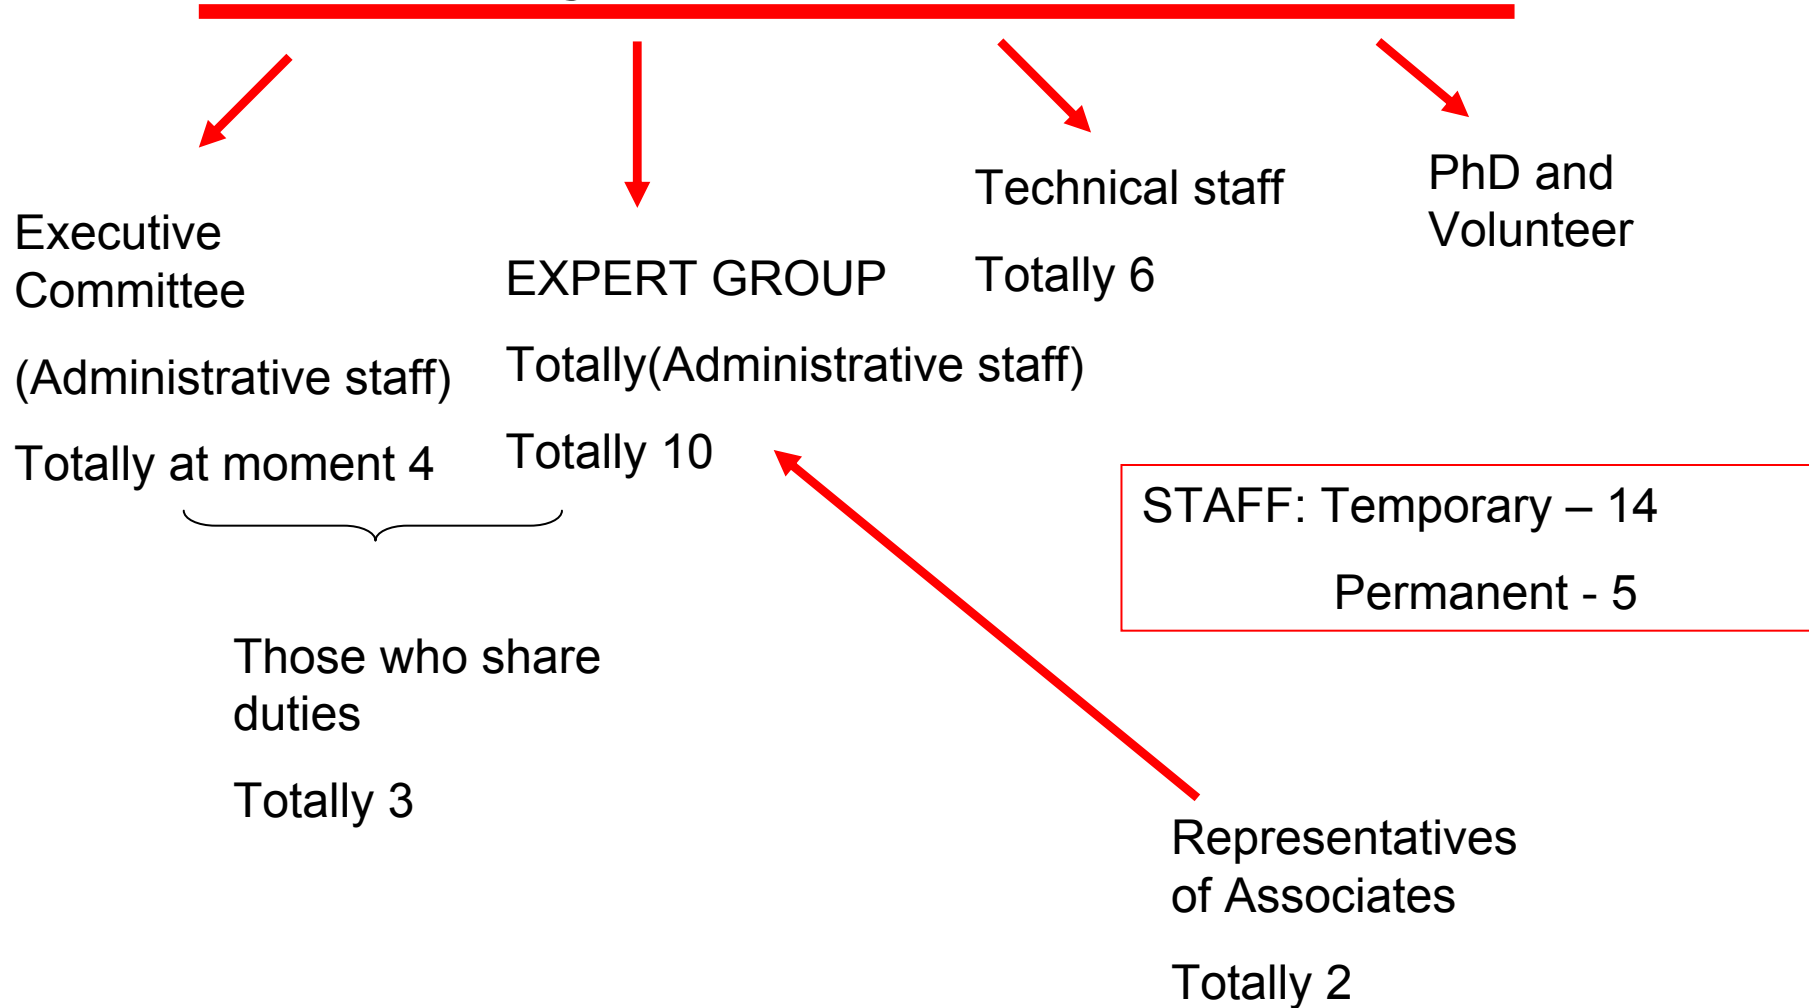 Executive
Committee
(Administrative staff)
Totally at moment 4
EXPERT GROUP
Totally(Administrative staff)
Totally 10
Technical staff
Totally 6
PhD and
Volunteer
STAFF: Temporary – 14
Permanent - 5
Those who share
duties
Totally 3
Representatives
of Associates
Totally 2